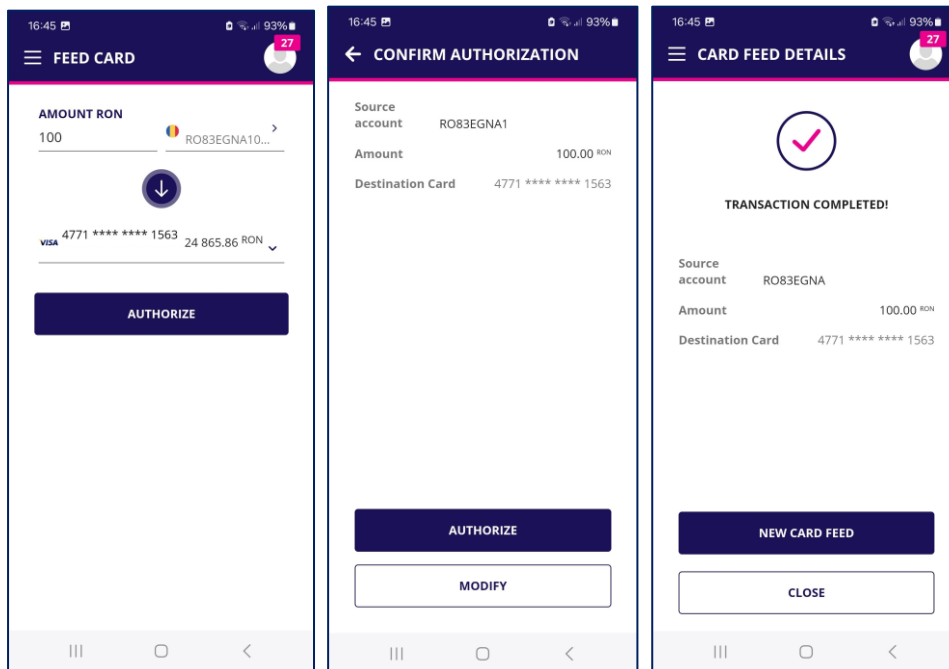 16:45 93%
27
FEED CARD
AMOUNT RON
100 RO83EGNA10...
VISA 4771 **** **** 1563 24 865.86 RON
AUTHORIZE
16:45 93%
CONFIRM AUTHORIZATION
Source
account RO83EGNA1
Amount 100.00 RON
Destination Card 4771 **** **** 1563
AUTHORIZE
MODIFY
16:45 93%
27
CARD FEED DETAILS
TRANSACTION COMPLETED!
Source
account RO83EGNA
Amount 100.00 RON
Destination Card 4771 **** **** 1563
NEW CARD FEED
CLOSE